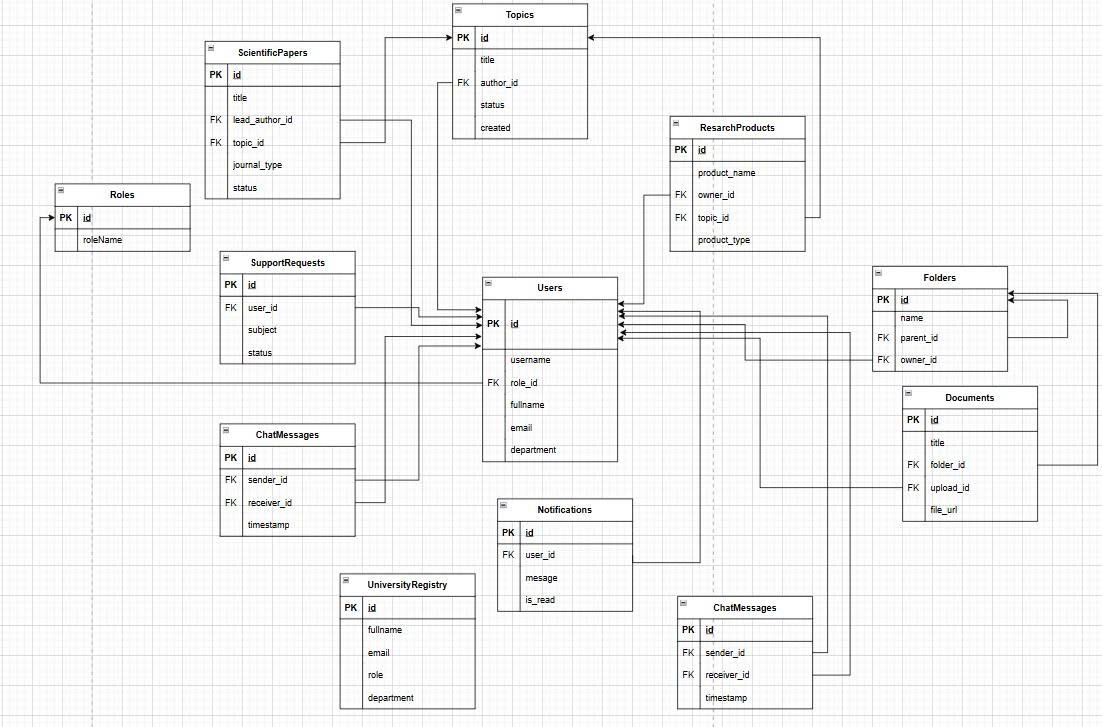 Topics
PK id
title
FK author_id
status
created
ScientificPapers
PK id
title
FK lead_author_id
FK topic_id
journal_type
status
ResarchProducts
PK id
product_name
FK owner_id
FK topic_id
product_type
Roles
PK id
roleName
SupportRequests
PK id
FK user_id
subject
status
Users
PK id
username
FK role_id
fullname
email
department
Folders
PK id
name
FK parent_id
FK owner_id
Documents
PK id
title
FK folder_id
FK upload_id
file_url
ChatMessages
PK id
FK sender_id
FK receiver_id
timestamp
Notifications
PK id
FK user_id
mesage
is_read
UniversityRegistry
PK id
fullname
email
role
department
ChatMessages
PK id
FK sender_id
FK receiver_id
timestamp